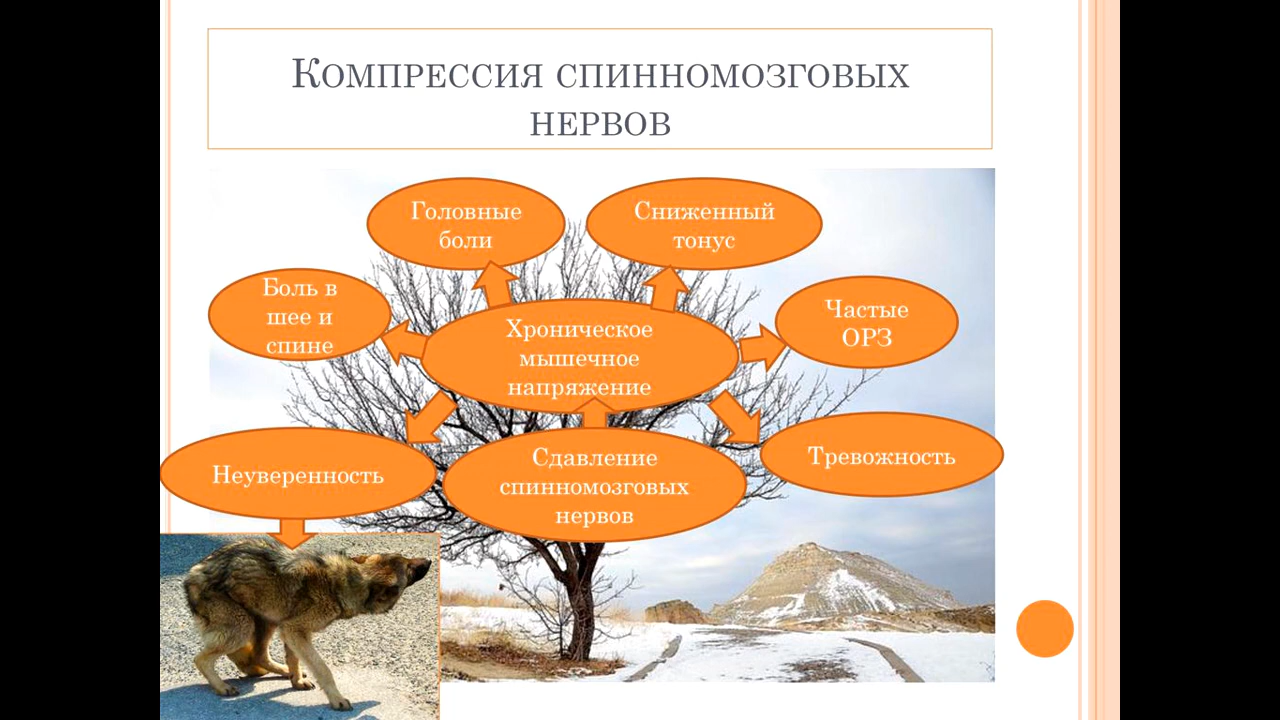 Компрессия спинномозговых
нервов
Головные
боли
Сниженный
тонус
Боль в
шее и
спине
Хроническое
мышечное
напряжение
Частые
ОРЗ
Неуверенность
Сдавление
спинномозговых
нервов
Тревожность